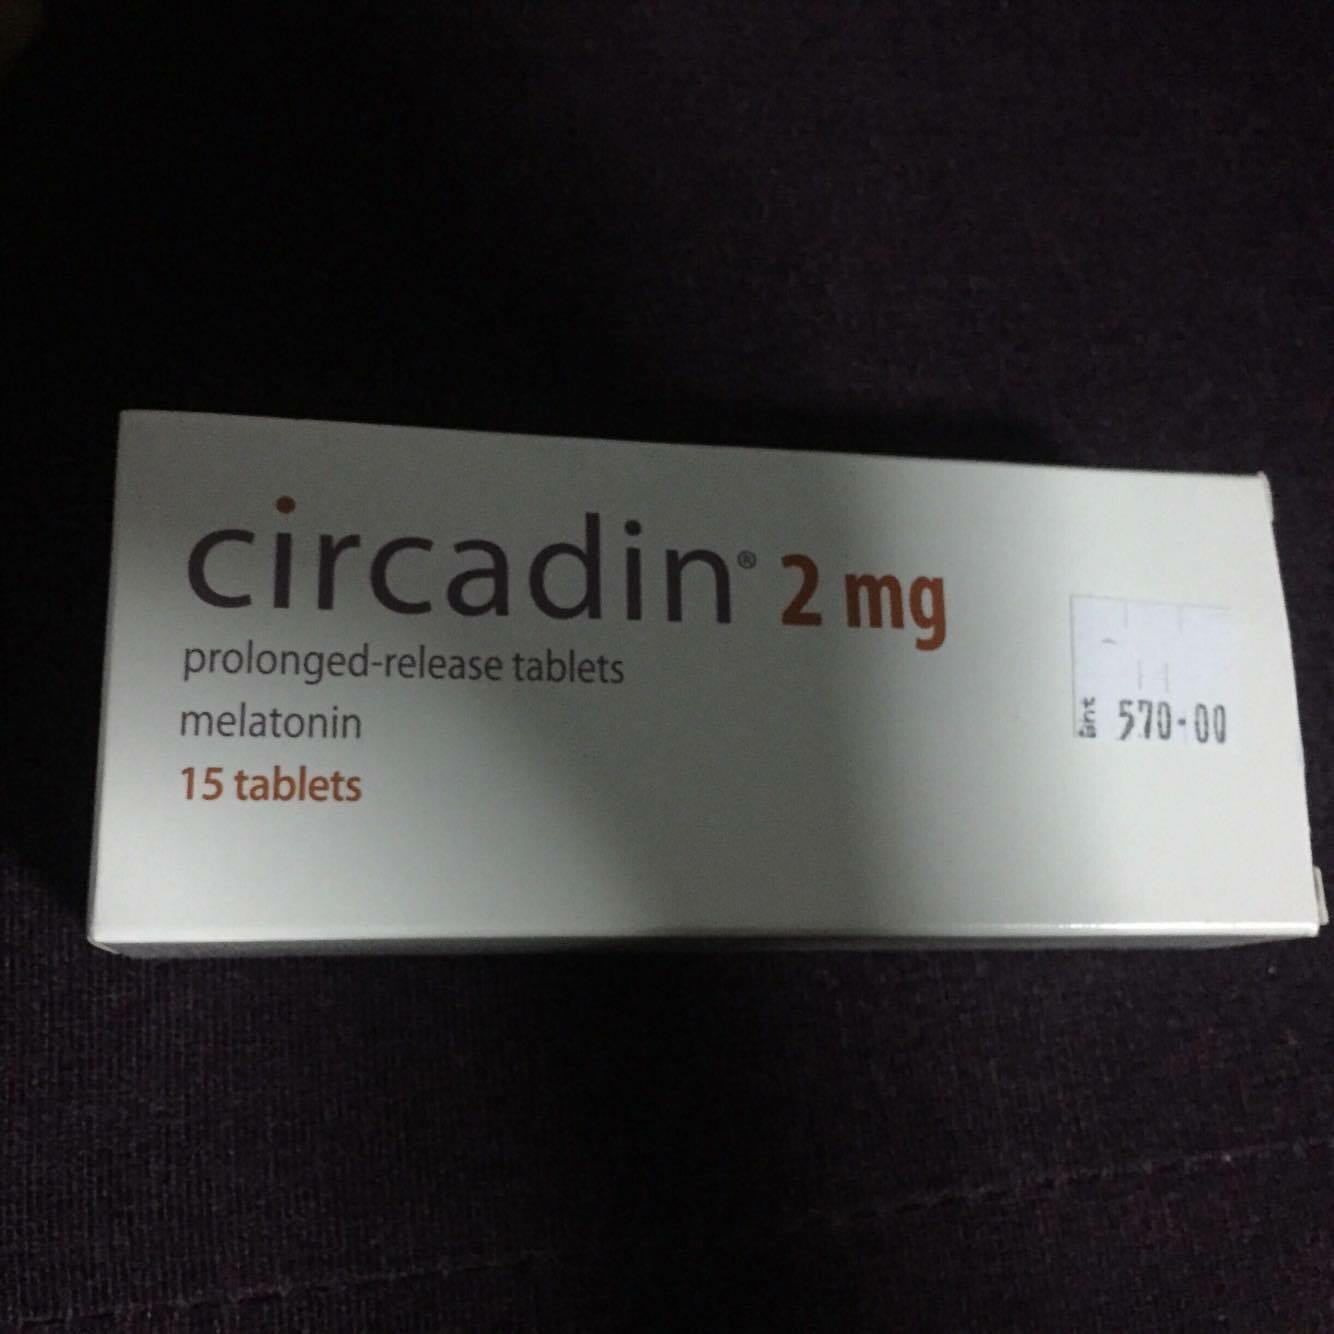 circadin® 2 mg
prolonged-release tablets
melatonin
15 tablets
570-00